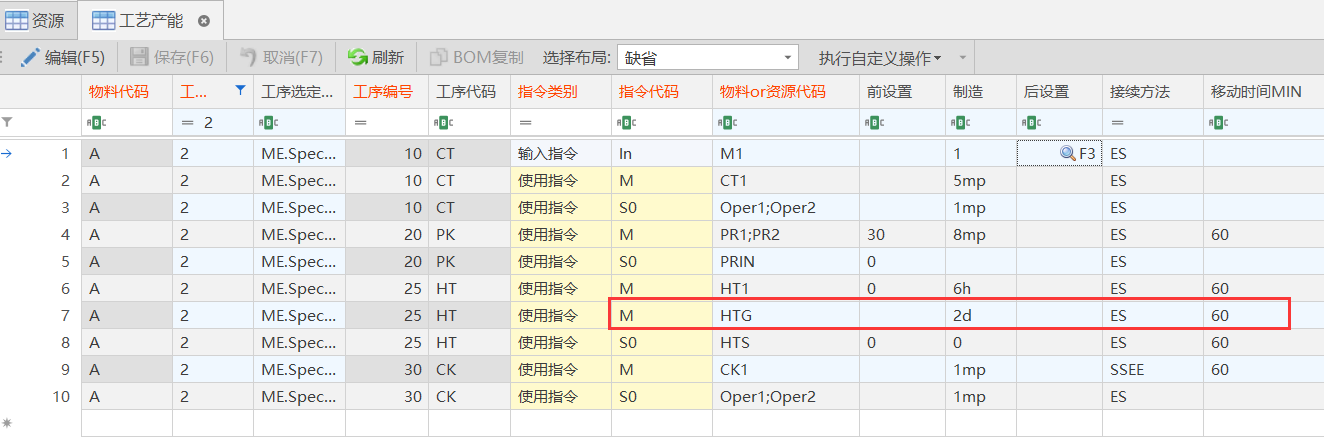 资源 工艺产能
编辑(F5) 保存(F6) 取消(F7) 刷新 BOM复制 选择布局: 缺省 执行自定义操作
物料代码 工... 工序选定... 工序编号 工序代码 指令类别 指令代码 物料or资源代码 前设置 制造 后设置 接续方法 移动时间MIN
ABC = 2 ABC = ABC = ABC ABC ABC ABC ABC = ABC
1 A 2 ME.Spec... 10 CT 输入指令 In M1 1 F3 ES
2 A 2 ME.Spec... 10 CT 使用指令 M CT1 5mp ES
3 A 2 ME.Spec... 10 CT 使用指令 S0 Oper1;Oper2 1mp ES
4 A 2 ME.Spec... 20 PK 使用指令 M PR1;PR2 30 8mp ES 60
5 A 2 ME.Spec... 20 PK 使用指令 S0 PRIN 0 ES
6 A 2 ME.Spec... 25 HT 使用指令 M HT1 0 6h ES 60
7 A 2 ME.Spec... 25 HT 使用指令 M HTG 2d ES 60
8 A 2 ME.Spec... 25 HT 使用指令 S0 HTS 0 0 ES 60
9 A 2 ME.Spec... 30 CK 使用指令 M CK1 1mp SSEE 60
10 A 2 ME.Spec... 30 CK 使用指令 S0 Oper1;Oper2 1mp ES